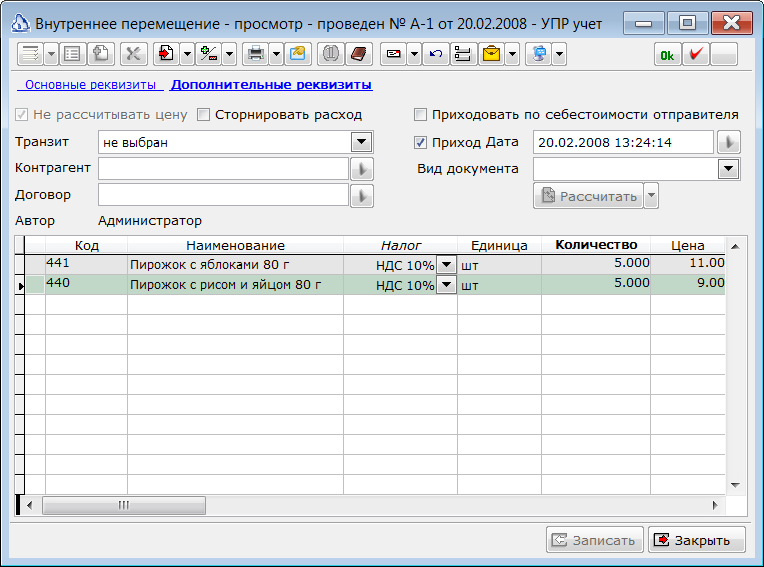 Внутреннее перемещение - просмотр - проведен № А-1 от 20.02.2008 - УПР учет
Ok
Основные реквизиты Дополнительные реквизиты
Не рассчитывать цену Сторнировать расход Приходовать по себестоимости отправителя
Транзит не выбран Приход Дата 20.02.2008 13:24:14
Контрагент Вид документа
Договор Рассчитать
Автор Администратор
Код Наименование Налог Единица Количество Цена
441 Пирожок с яблоками 80 г НДС 10% шт 5.000 11.00
440 Пирожок с рисом и яйцом 80 г НДС 10% шт 5.000 9.00
Записать Закрыть